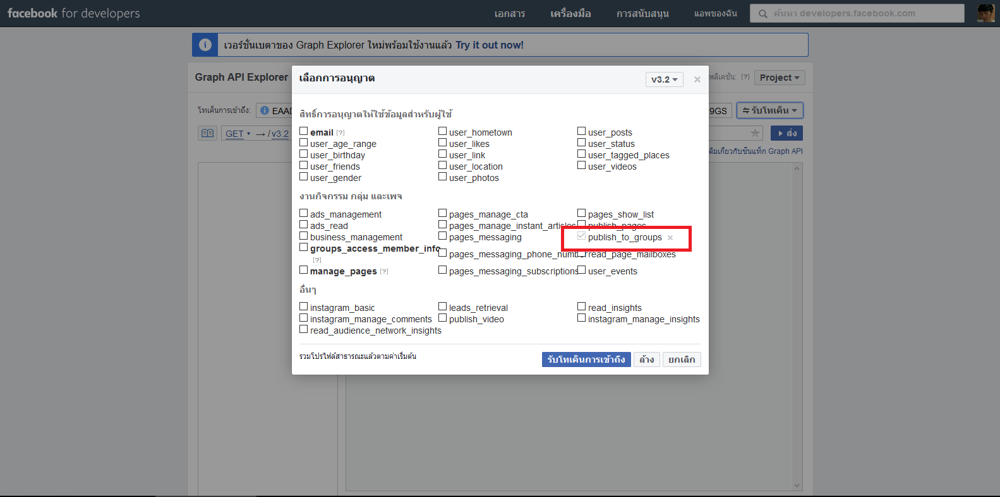 facebook for developers
เอกสาร
เครื่องมือ
การสนับสนุน
แอพของฉัน
ค้นหา developers.facebook.com
เวอร์ชั่นเบตาของ Graph Explorer ใหม่พร้อมใช้งานแล้ว Try it out now!
Graph API Explorer
เลือกการอนุญาต
v3.2
พลิเคชั่น: [?]
Project
โทเค็นการเข้าถึง:
EAAD
9GS
รับโทเค็น
GET → / v3.2
ส่ง
ติมเกี่ยวกับซินแท็ก Graph API
สิทธิ์การอนุญาตให้ใช้ข้อมูลสำหรับผู้ใช้
email [?]
user_hometown
user_posts
user_age_range
user_likes
user_status
user_birthday
user_link
user_tagged_places
user_friends
user_location
user_videos
user_gender
user_photos
งานกิจกรรม กลุ่ม และเพจ
ads_management
pages_manage_cta
pages_show_list
ads_read
pages_manage_instant_articles
publish_pages
business_management
pages_messaging
publish_to_groups
groups_access_member_info
[?]
pages_messaging_phone_number
read_page_mailboxes
manage_pages [?]
pages_messaging_subscriptions
user_events
อื่นๆ
instagram_basic
leads_retrieval
read_insights
instagram_manage_comments
publish_video
instagram_manage_insights
read_audience_network_insights
รวมโปรไฟล์สาธารณะแล้วตามค่าเริ่มต้น
รับโทเค็นการเข้าถึง
ล้าง
ยกเลิก